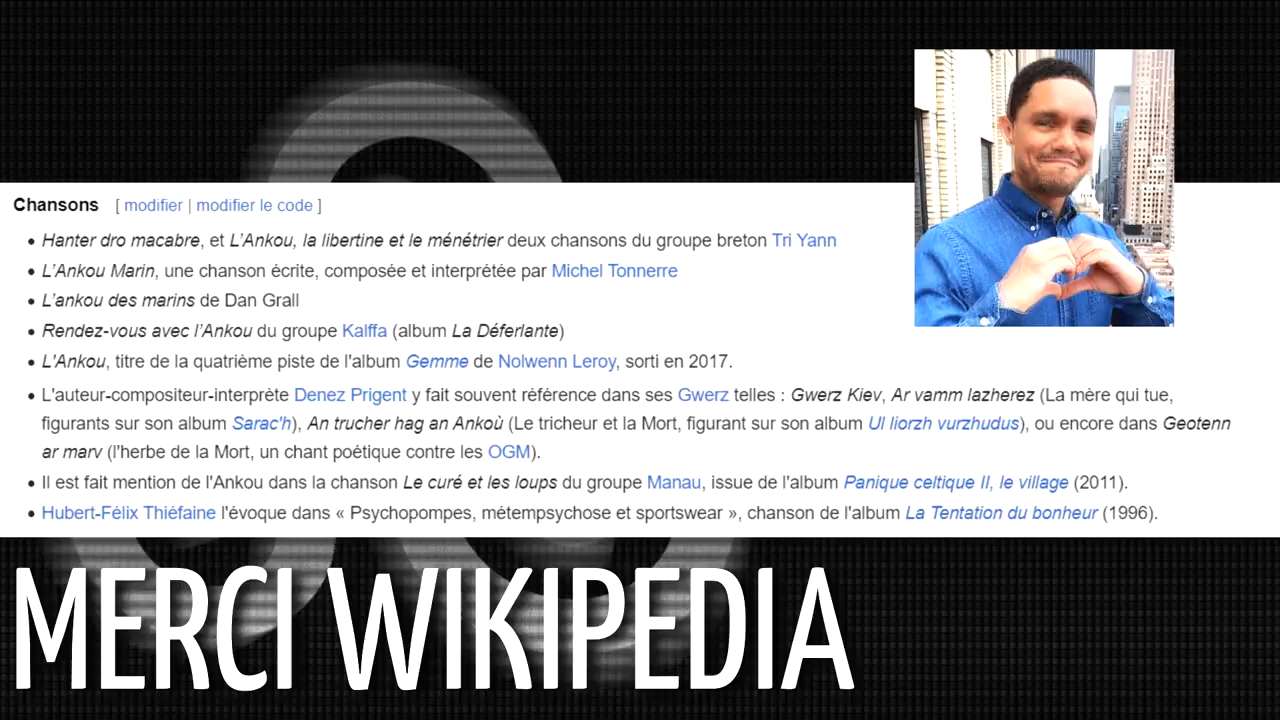 Chansons [ modifier | modifier le code ]
• Hanter dro macabre, et L’Ankou, la libertine et le ménétrier deux chansons du groupe breton Tri Yann
• L’Ankou Marin, une chanson écrite, composée et interprétée par Michel Tonnerre
• L’ankou des marins de Dan Grall
• Rendez-vous avec l’Ankou du groupe Kalffa (album La Déferlante)
• L'Ankou, titre de la quatrième piste de l'album Gemme de Nolwenn Leroy, sorti en 2017.
• L'auteur-compositeur-interprète Denez Prigent y fait souvent référence dans ses Gwerz telles : Gwerz Kiev, Ar vamm lazherez (La mère qui tue,
figurants sur son album Sarac'h), An trucher hag an Ankoù (Le tricheur et la Mort, figurant sur son album Ul liorzh vurzhudus), ou encore dans Geotenn
ar marv (l'herbe de la Mort, un chant poétique contre les OGM).
• Il est fait mention de l'Ankou dans la chanson Le curé et les loups du groupe Manau, issue de l'album Panique celtique II, le village (2011).
• Hubert-Félix Thiéfaine l'évoque dans « Psychopompes, métempsychose et sportswear », chanson de l'album La Tentation du bonheur (1996).
MERCI WIKIPEDIA